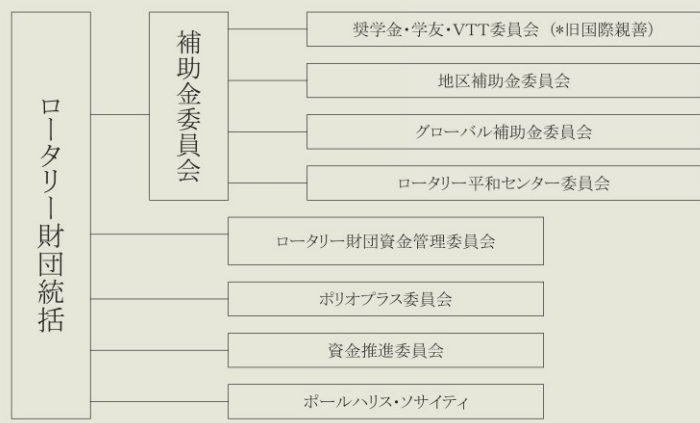 ロータリー財団統括
補助金委員会
奨学金・学友・VTT委員会 (*旧国際親善)
地区補助金委員会
グローバル補助金委員会
ロータリー平和センター委員会
ロータリー財団資金管理委員会
ポリオプラス委員会
資金推進委員会
ポールハリス・ソサイティ